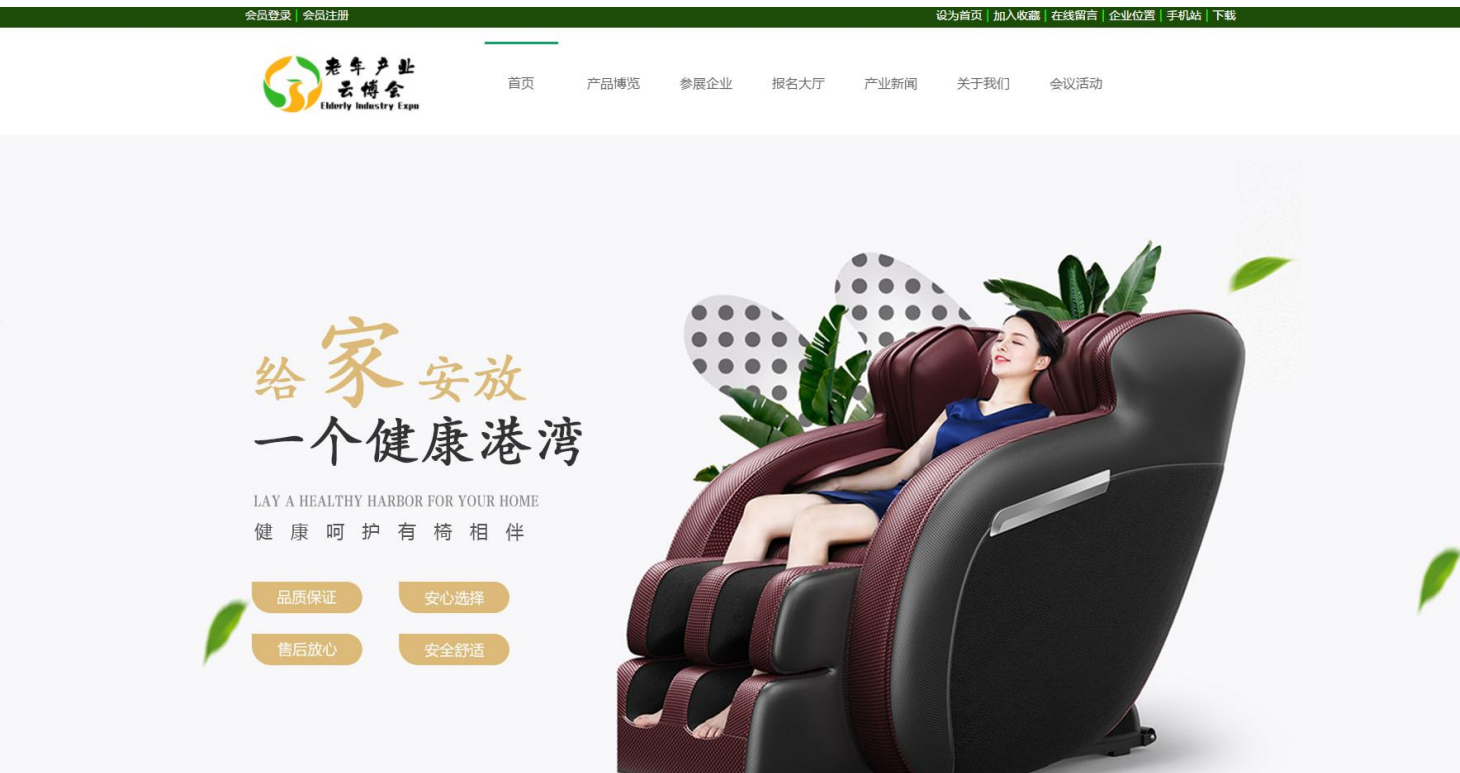 会员登录|会员注册
设为首页|加入收藏|在线留言|企业位置|手机站|下载
老年产业
云博会
Elderly Industry Expo
首页 产品博览 参展企业 报名大厅 产业新闻 关于我们 会议活动
给家安放
一个健康港湾
LAY A HEALTHY HARBOR FOR YOUR HOME
健康呵护有椅相伴
品质保证 安心选择
售后放心 安全舒适